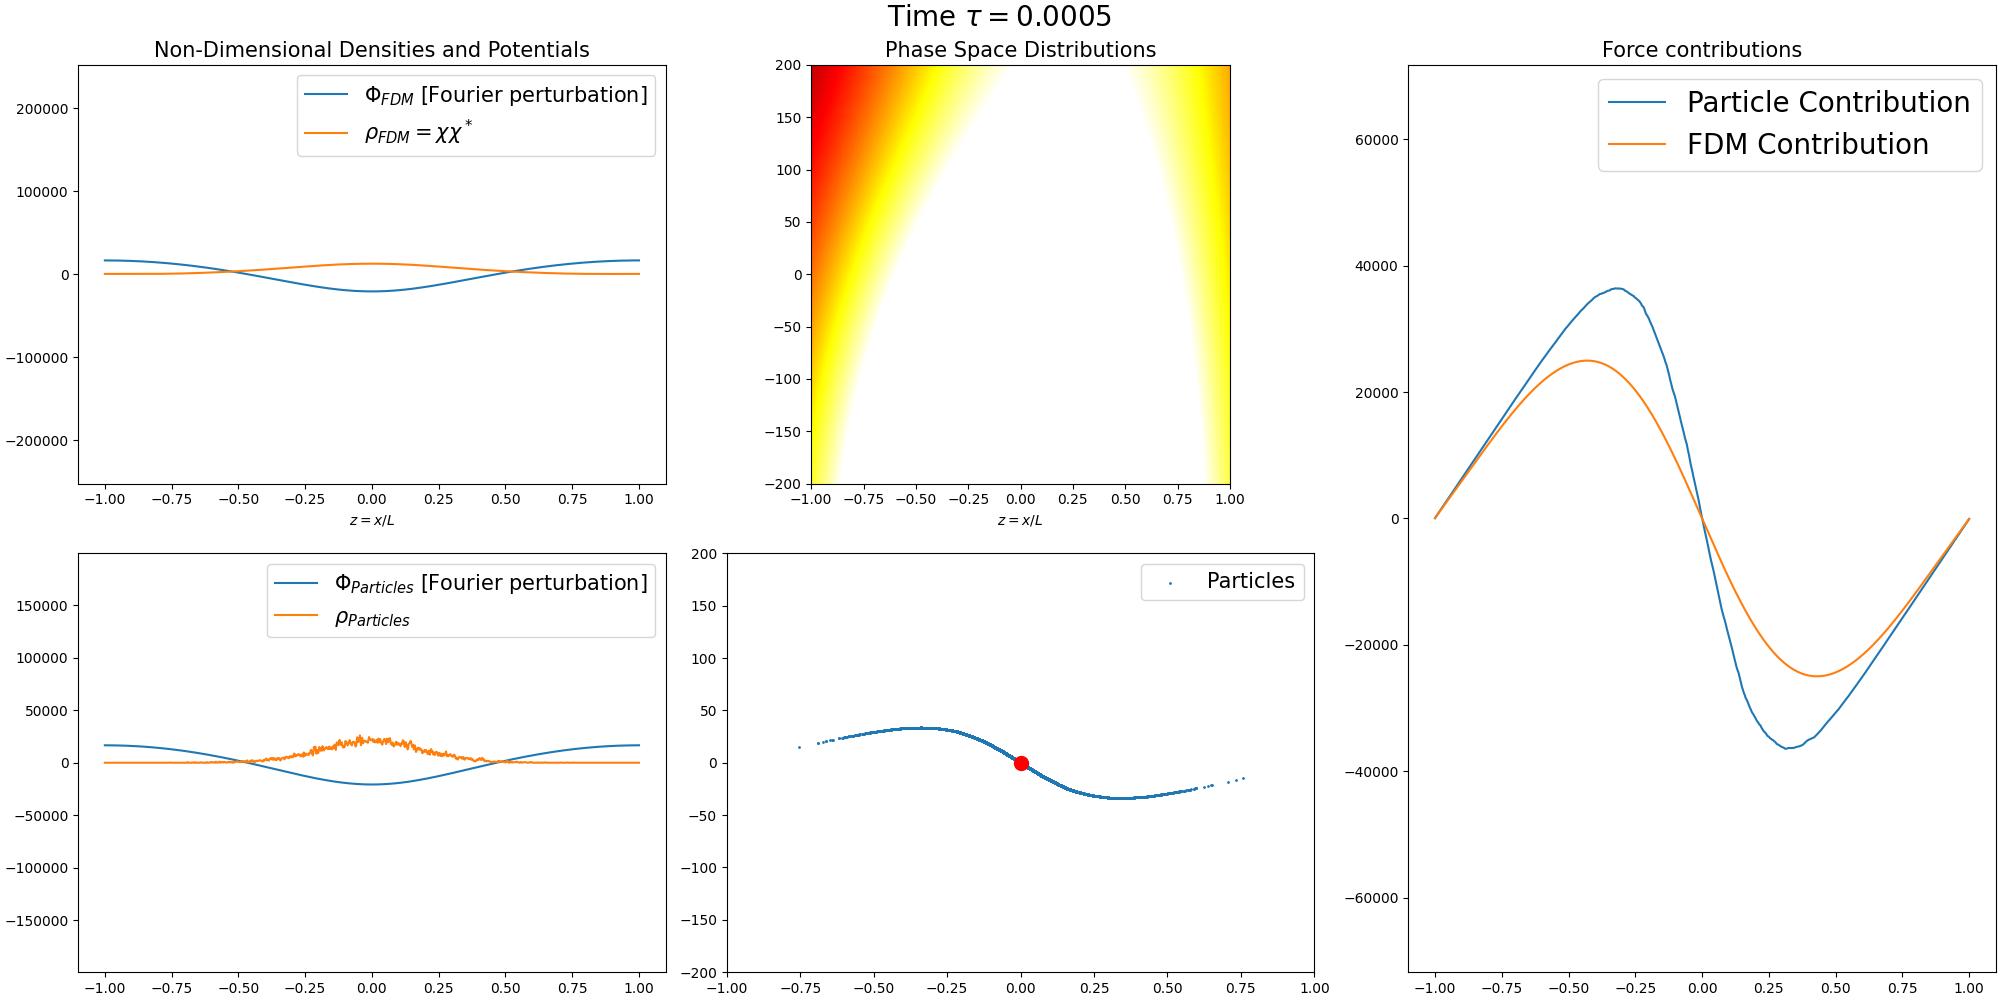 Time τ = 0.0005
Non-Dimensional Densities and Potentials
Φ_FDM [Fourier perturbation]
ρ_FDM = χχ*
200000
100000
0
−100000
−200000
−1.00 −0.75 −0.50 −0.25 0.00 0.25 0.50 0.75 1.00
z = x/L
Phase Space Distributions
200
150
100
50
0
−50
−100
−150
−200
−1.00 −0.75 −0.50 −0.25 0.00 0.25 0.50 0.75 1.00
z = x/L
Force contributions
Particle Contribution
FDM Contribution
60000
40000
20000
0
−20000
−40000
−60000
−1.00 −0.75 −0.50 −0.25 0.00 0.25 0.50 0.75 1.00
Φ_Particles [Fourier perturbation]
ρ_Particles
150000
100000
50000
0
−50000
−100000
−150000
−1.00 −0.75 −0.50 −0.25 0.00 0.25 0.50 0.75 1.00
Particles
200
150
100
50
0
−50
−100
−150
−200
−1.00 −0.75 −0.50 −0.25 0.00 0.25 0.50 0.75 1.00